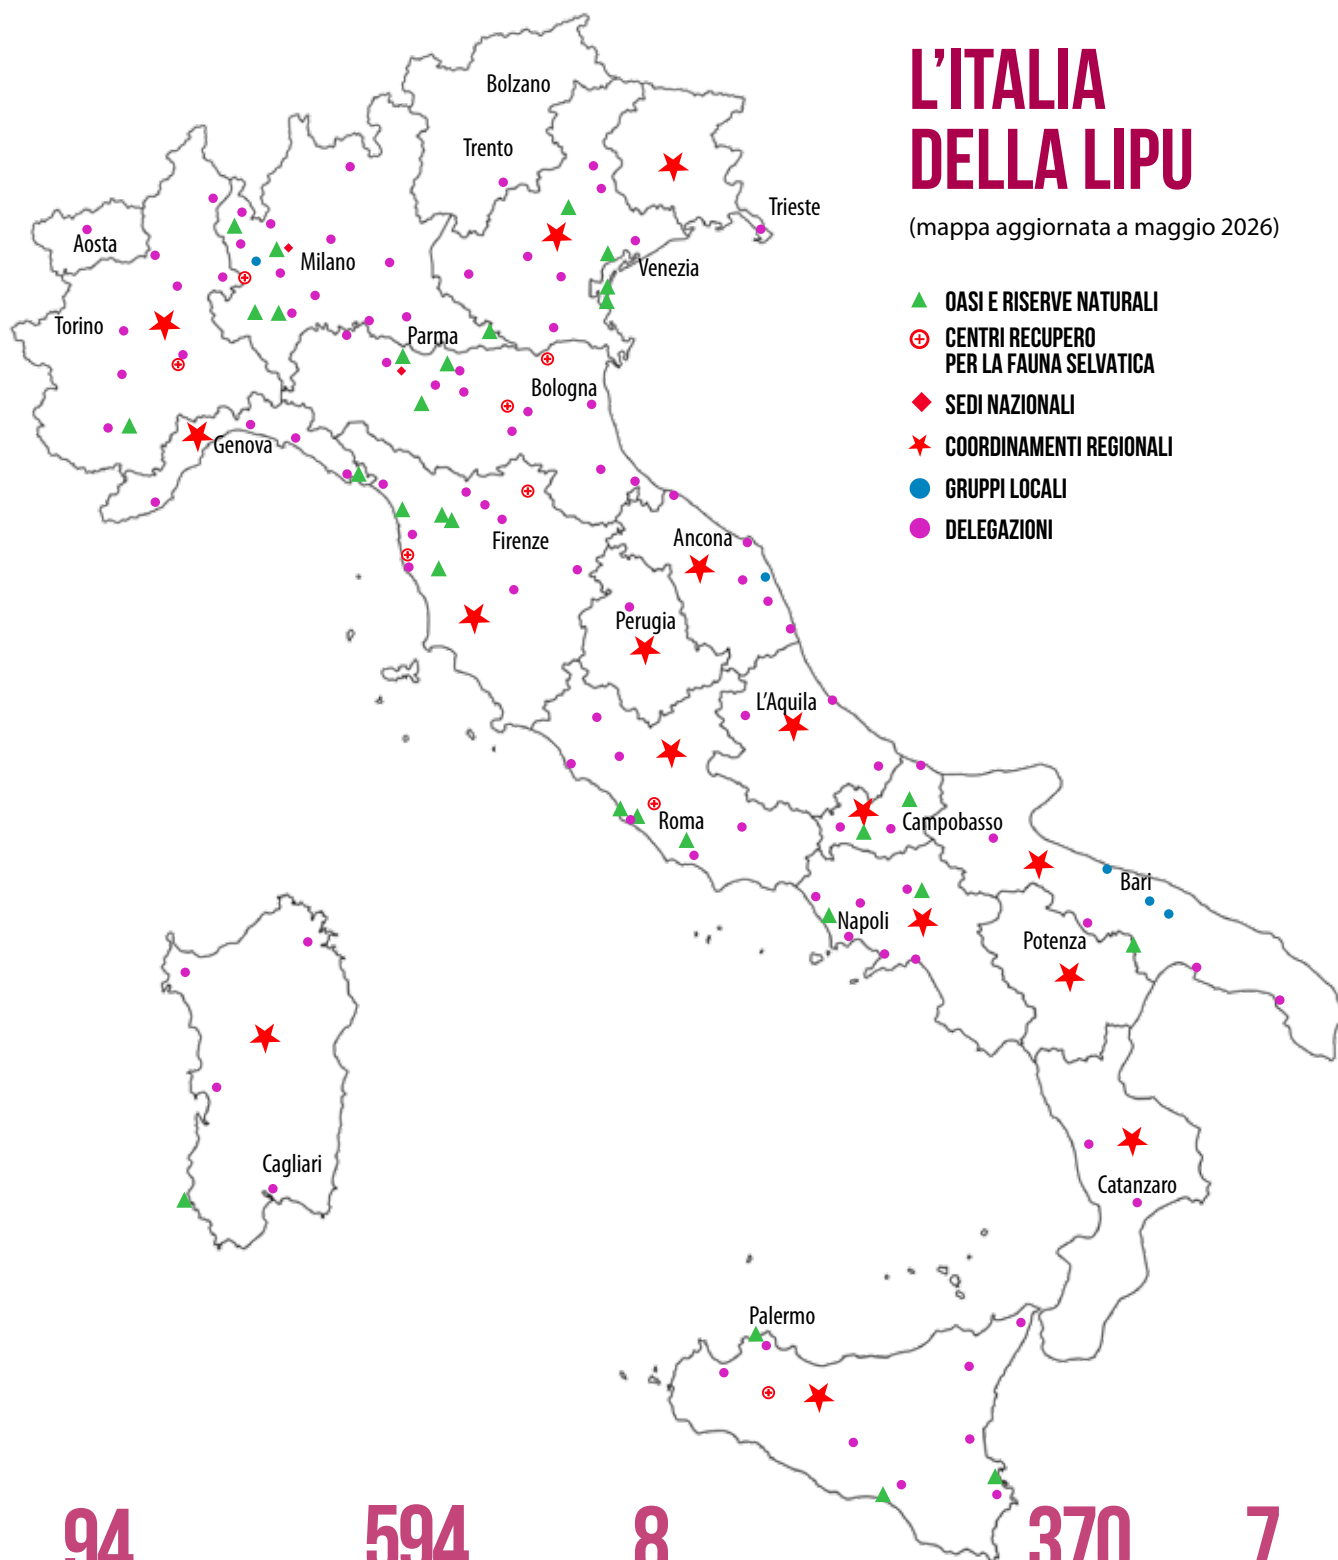 L'ITALIA
DELLA LIPU
(mappa aggiornata a maggio 2026)
OASI E RISERVE NATURALI
CENTRI RECUPERO
PER LA FAUNA SELVATICA
SEDI NAZIONALI
COORDINAMENTI REGIONALI
GRUPPI LOCALI
DELEGAZIONI
Bolzano
Trento
Trieste
Aosta
Milano
Venezia
Torino
Parma
Bologna
Genova
Firenze
Ancona
Perugia
L'Aquila
Roma
Campobasso
Bari
Napoli
Potenza
Cagliari
Catanzaro
Palermo
94 594 8 370 7